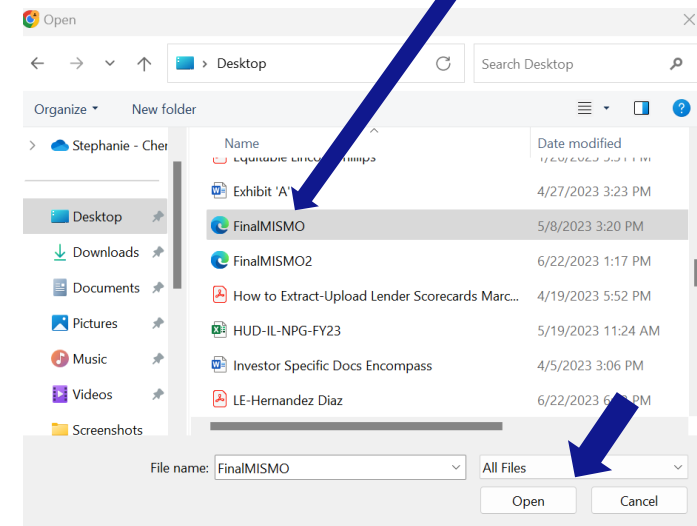 Open
Desktop
Search Desktop
Organize
New folder
Stephanie - Cher
Name
Date modified
Exhibit 'A'
4/27/2023 3:23 PM
Desktop
FinalMISMO
5/8/2023 3:20 PM
Downloads
FinalMISMO2
6/22/2023 1:17 PM
Documents
How to Extract-Upload Lender Scorecards Marc...
4/19/2023 5:52 PM
Pictures
HUD-IL-NPG-FY23
5/19/2023 11:24 AM
Music
Investor Specific Docs Encompass
4/5/2023 3:06 PM
Videos
LE-Hernandez Diaz
6/22/2023 PM
Screenshots
File name: FinalMISMO
All Files
Open
Cancel